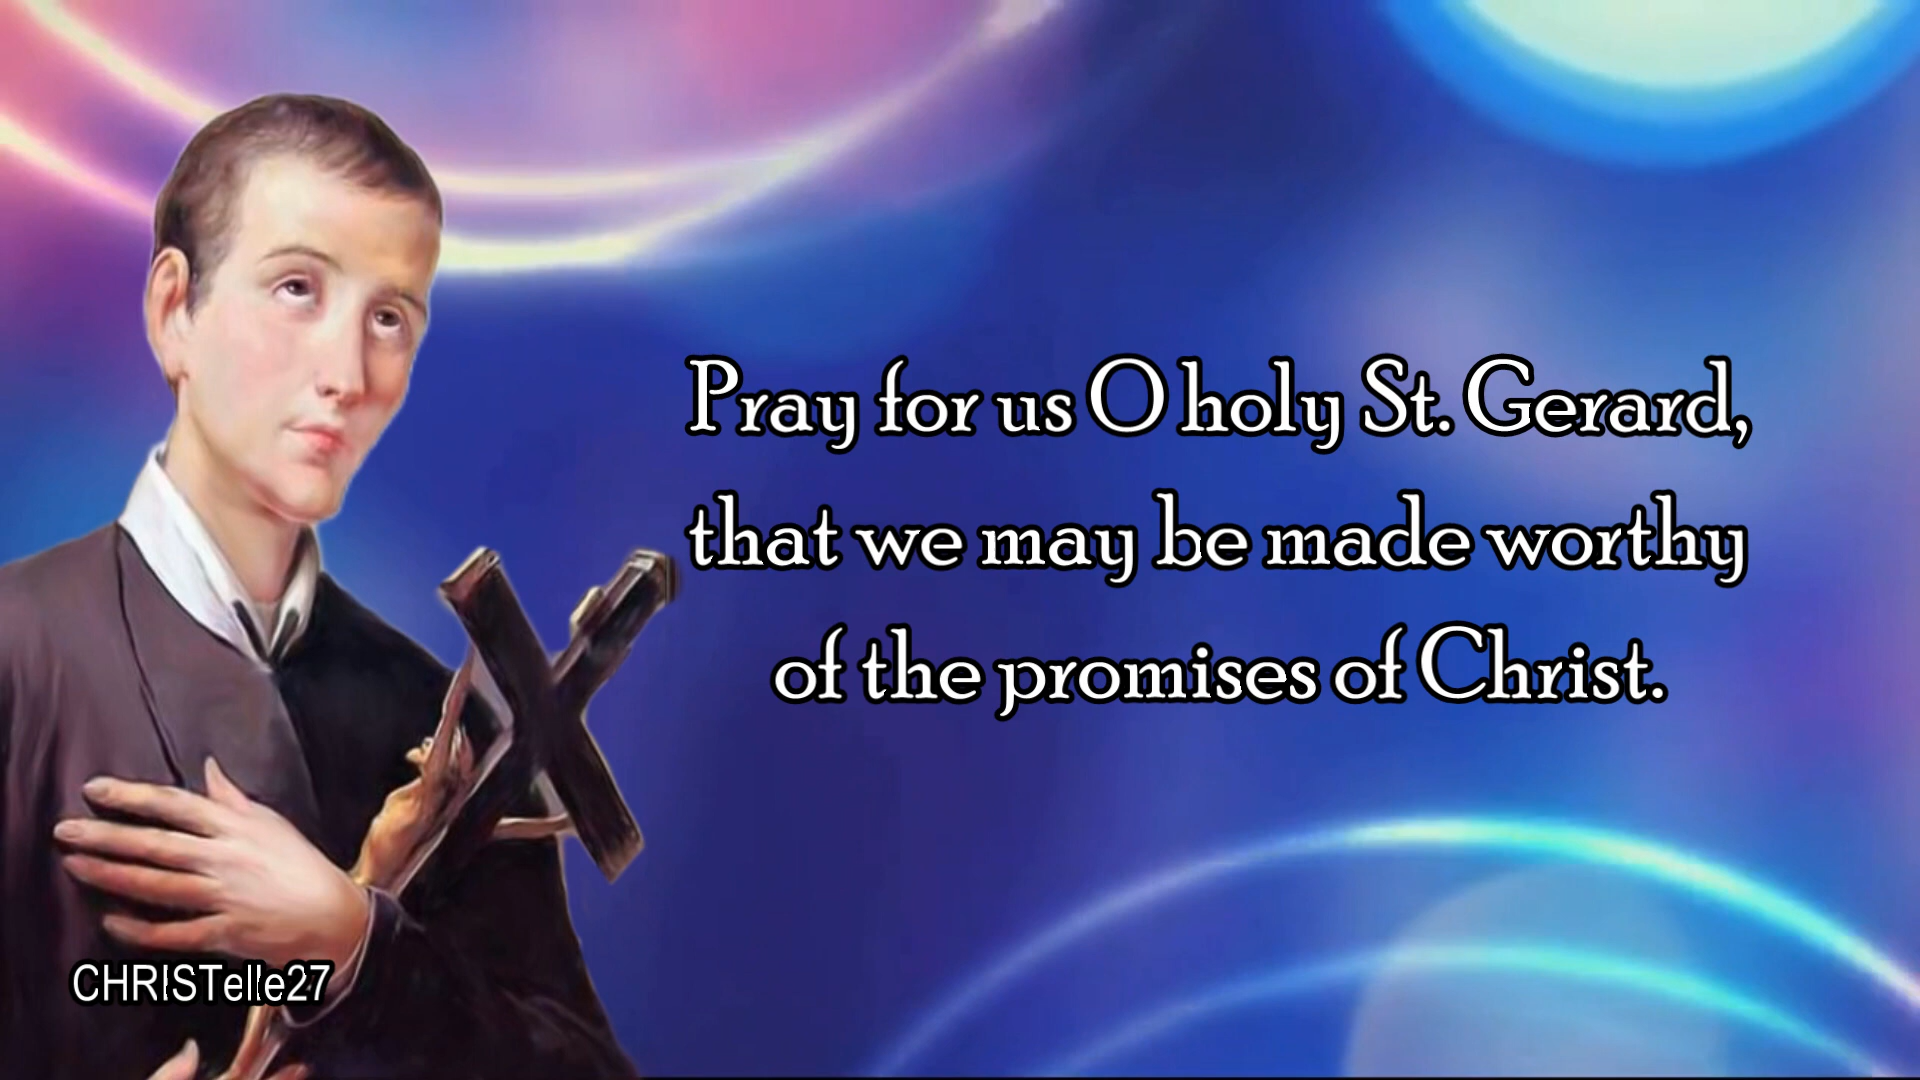 Pray for us O holy St. Gerard,
that we may be made worthy
of the promises of Christ.
CHRISTelle27